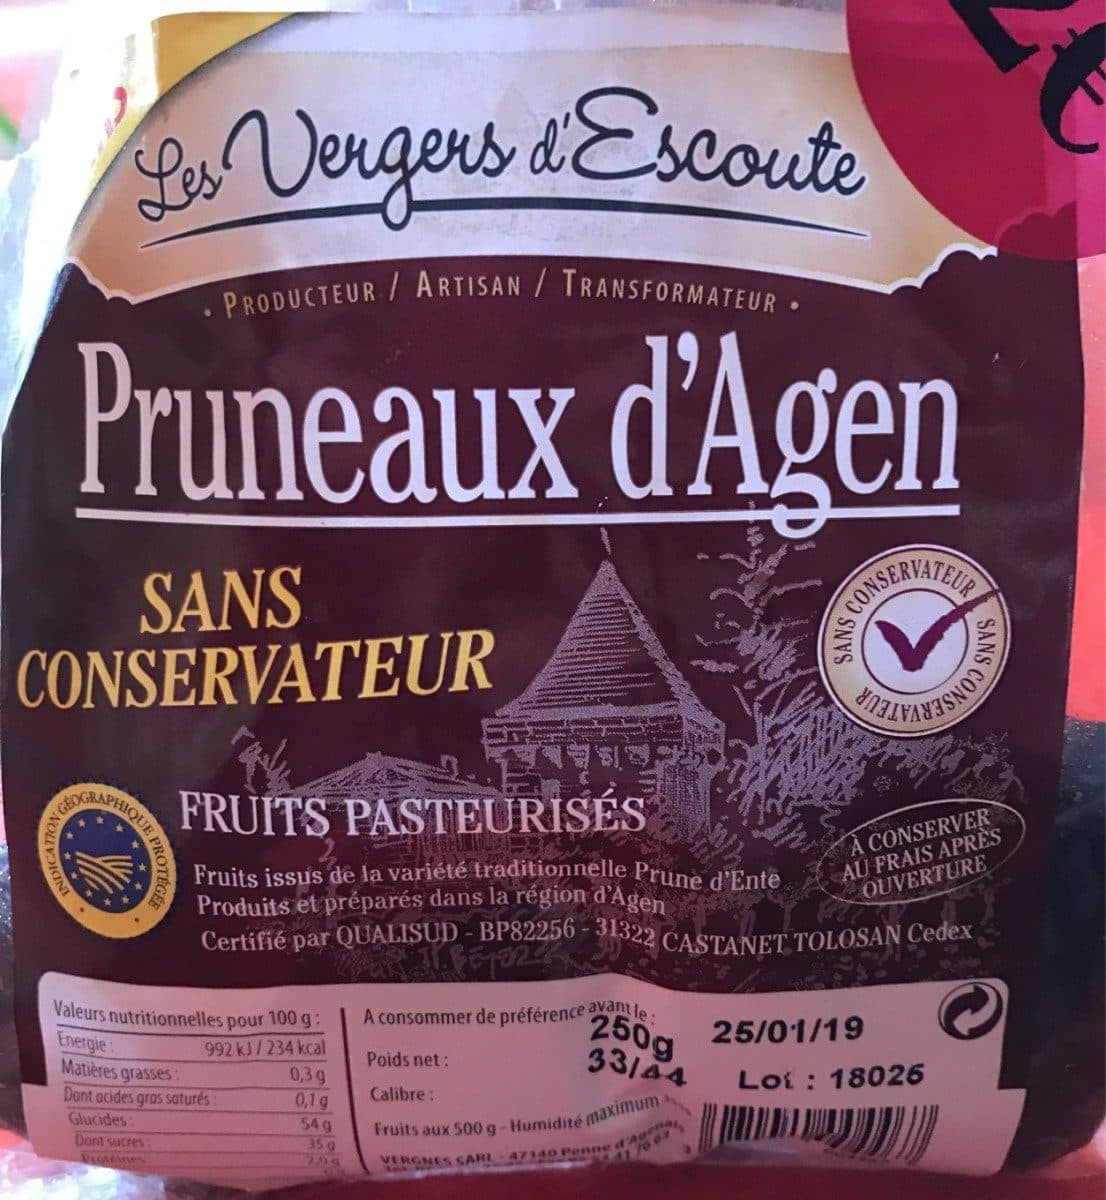 2€
Les Vergers d'Escoute
• PRODUCTEUR / ARTISAN / TRANSFORMATEUR •
Pruneaux d'Agen
SANS
CONSERVATEUR
SANS CONSERVATEUR SANS CONSERVATEUR
INDICATION GÉOGRAPHIQUE PROTÉGÉE
FRUITS PASTEURISÉS
À CONSERVER
AU FRAIS APRÈS
OUVERTURE
Fruits issus de la variété traditionnelle Prune d'Ente
Produits et préparés dans la région d'Agen
Certifié par QUALISUD - BP82256 - 31322 CASTANET TOLOSAN Cedex
Valeurs nutritionnelles pour 100 g :
Energie : 992 kJ / 234 kcal
Matières grasses : 0,3 g
Dont acides gras saturés : 0,1 g
Glucides : 54 g
Dont sucres : 35 g
Protéines
A consommer de préférence avant le : 25/01/19
Poids net : 250g
Calibre : 33/44
Lot : 18026
Fruits aux 500 g - Humidité maximum
VERGNES SARL - 47140 Penne d'Agenais